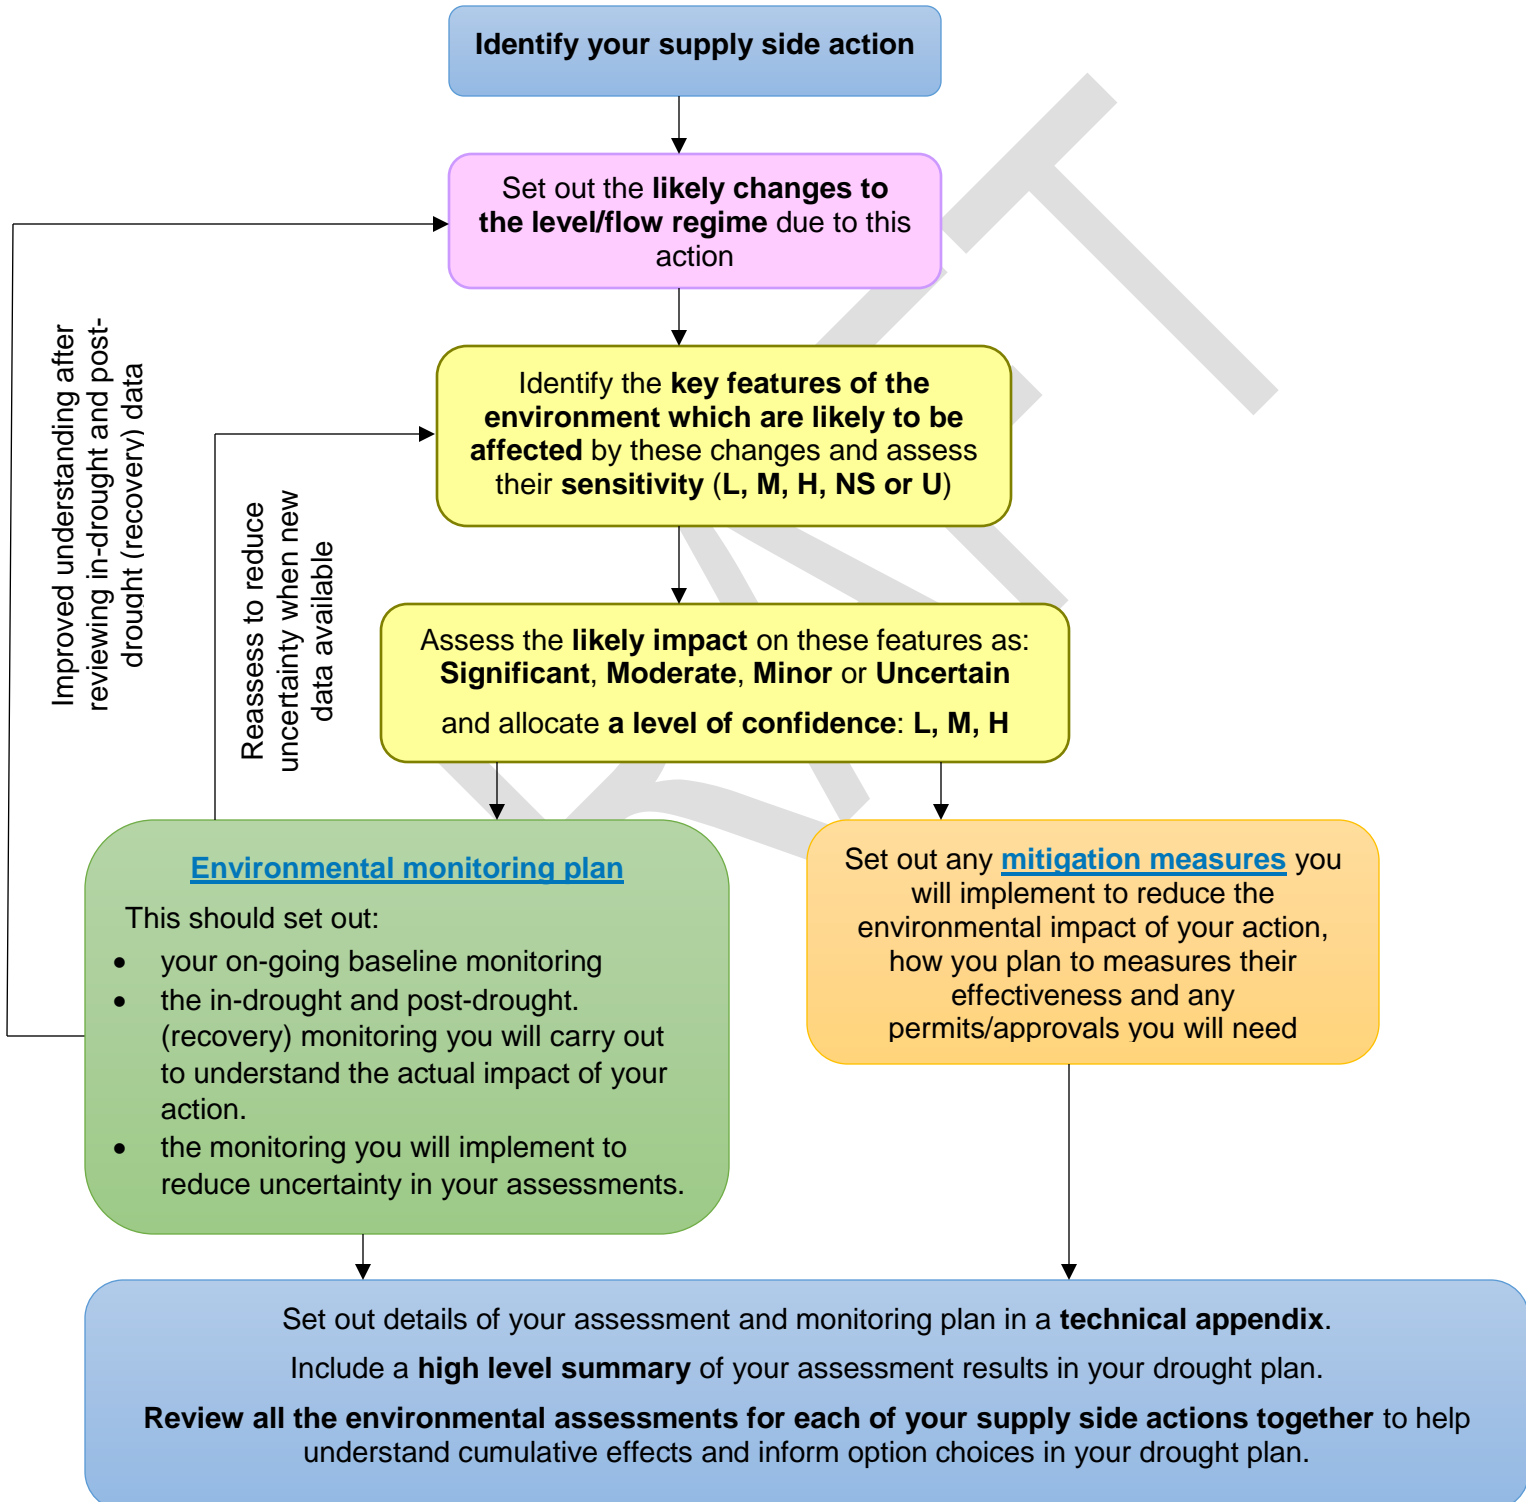 Identify your supply side action
Set out the likely changes to
the level/flow regime due to this
action
Improved understanding after
reviewing in-drought and post-
drought (recovery) data
Identify the key features of the
environment which are likely to be
affected by these changes and assess
their sensitivity (L, M, H, NS or U)
Reassess to reduce
uncertainty when new
data available
Assess the likely impact on these features as:
Significant, Moderate, Minor or Uncertain
and allocate a level of confidence: L, M, H
Environmental monitoring plan
This should set out:
• your on-going baseline monitoring
• the in-drought and post-drought.
(recovery) monitoring you will carry out
to understand the actual impact of your
action.
• the monitoring you will implement to
reduce uncertainty in your assessments.
Set out any mitigation measures you
will implement to reduce the
environmental impact of your action,
how you plan to measures their
effectiveness and any
permits/approvals you will need
Set out details of your assessment and monitoring plan in a technical appendix.
Include a high level summary of your assessment results in your drought plan.
Review all the environmental assessments for each of your supply side actions together to help
understand cumulative effects and inform option choices in your drought plan.